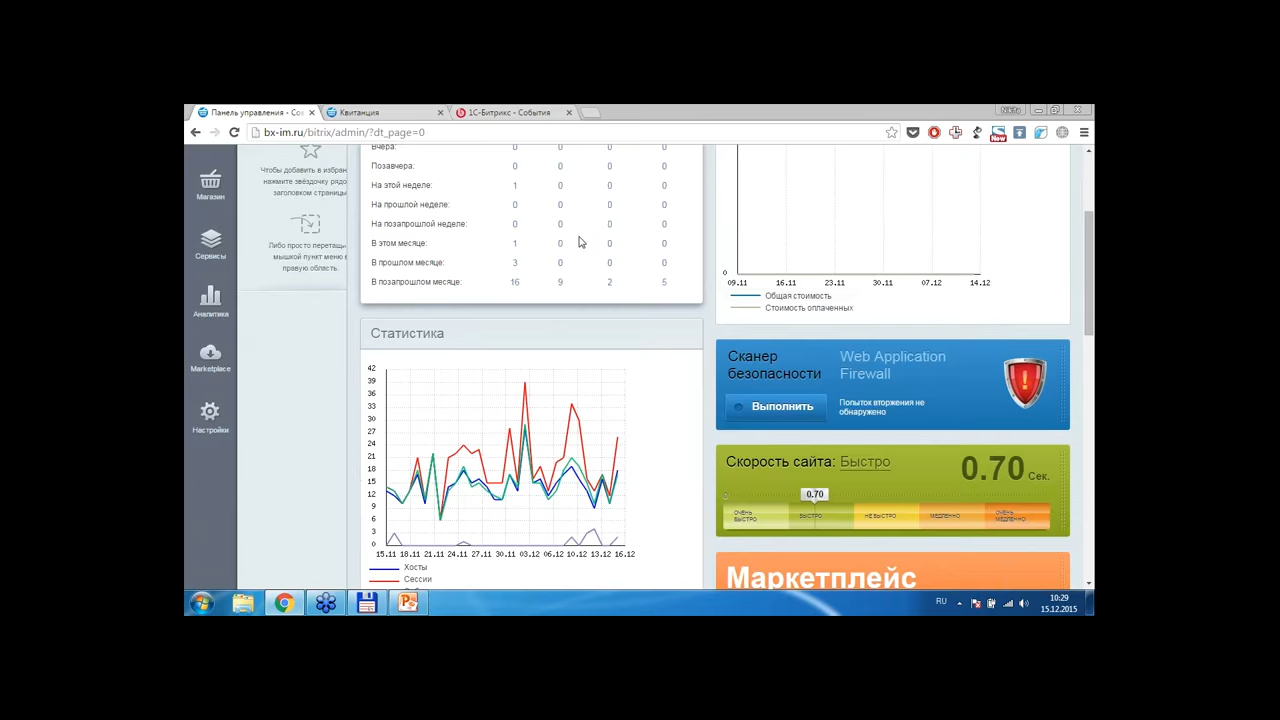 Панель управления - Сос
Квитанция
1С-Битрикс - События
Nikita
bx-im.ru/bitrix/admin/?dt_page=0
New
Чтобы добавить в избран
нажмите звёздочку рядо
заголовком страницы
Либо просто перетащ
мышкой пункт меню
правую область.
Магазин
Сервисы
Аналитика
Marketplace
Настройки
Вчера: 0 0 0 0
Позавчера: 0 0 0 0
На этой неделе: 1 0 0 0
На прошлой неделе: 0 0 0 0
На позапрошлой неделе: 0 0 0 0
В этом месяце: 1 0 0 0
В прошлом месяце: 3 0 0 0
В позапрошлом месяце: 16 9 2 5
Статистика
42
39
36
33
30
27
24
21
18
15
12
9
6
3
0
15.11 18.11 21.11 24.11 27.11 30.11 03.12 06.12 10.12 13.12 16.12
Хосты
Сессии
0
09.11 16.11 23.11 30.11 07.12 14.12
Общая стоимость
Стоимость оплаченных
Сканер
безопасности
Выполнить
Web Application
Firewall
Попыток вторжения не
обнаружено
Скорость сайта: Быстро
0.70 Сек.
0
0.70
ОЧЕНЬ
БЫСТРО
БЫСТРО
НЕ БЫСТРО
МЕДЛЕННО
ОЧЕНЬ
МЕДЛЕННО
Маркетплейс
RU
10:29
15.12.2015